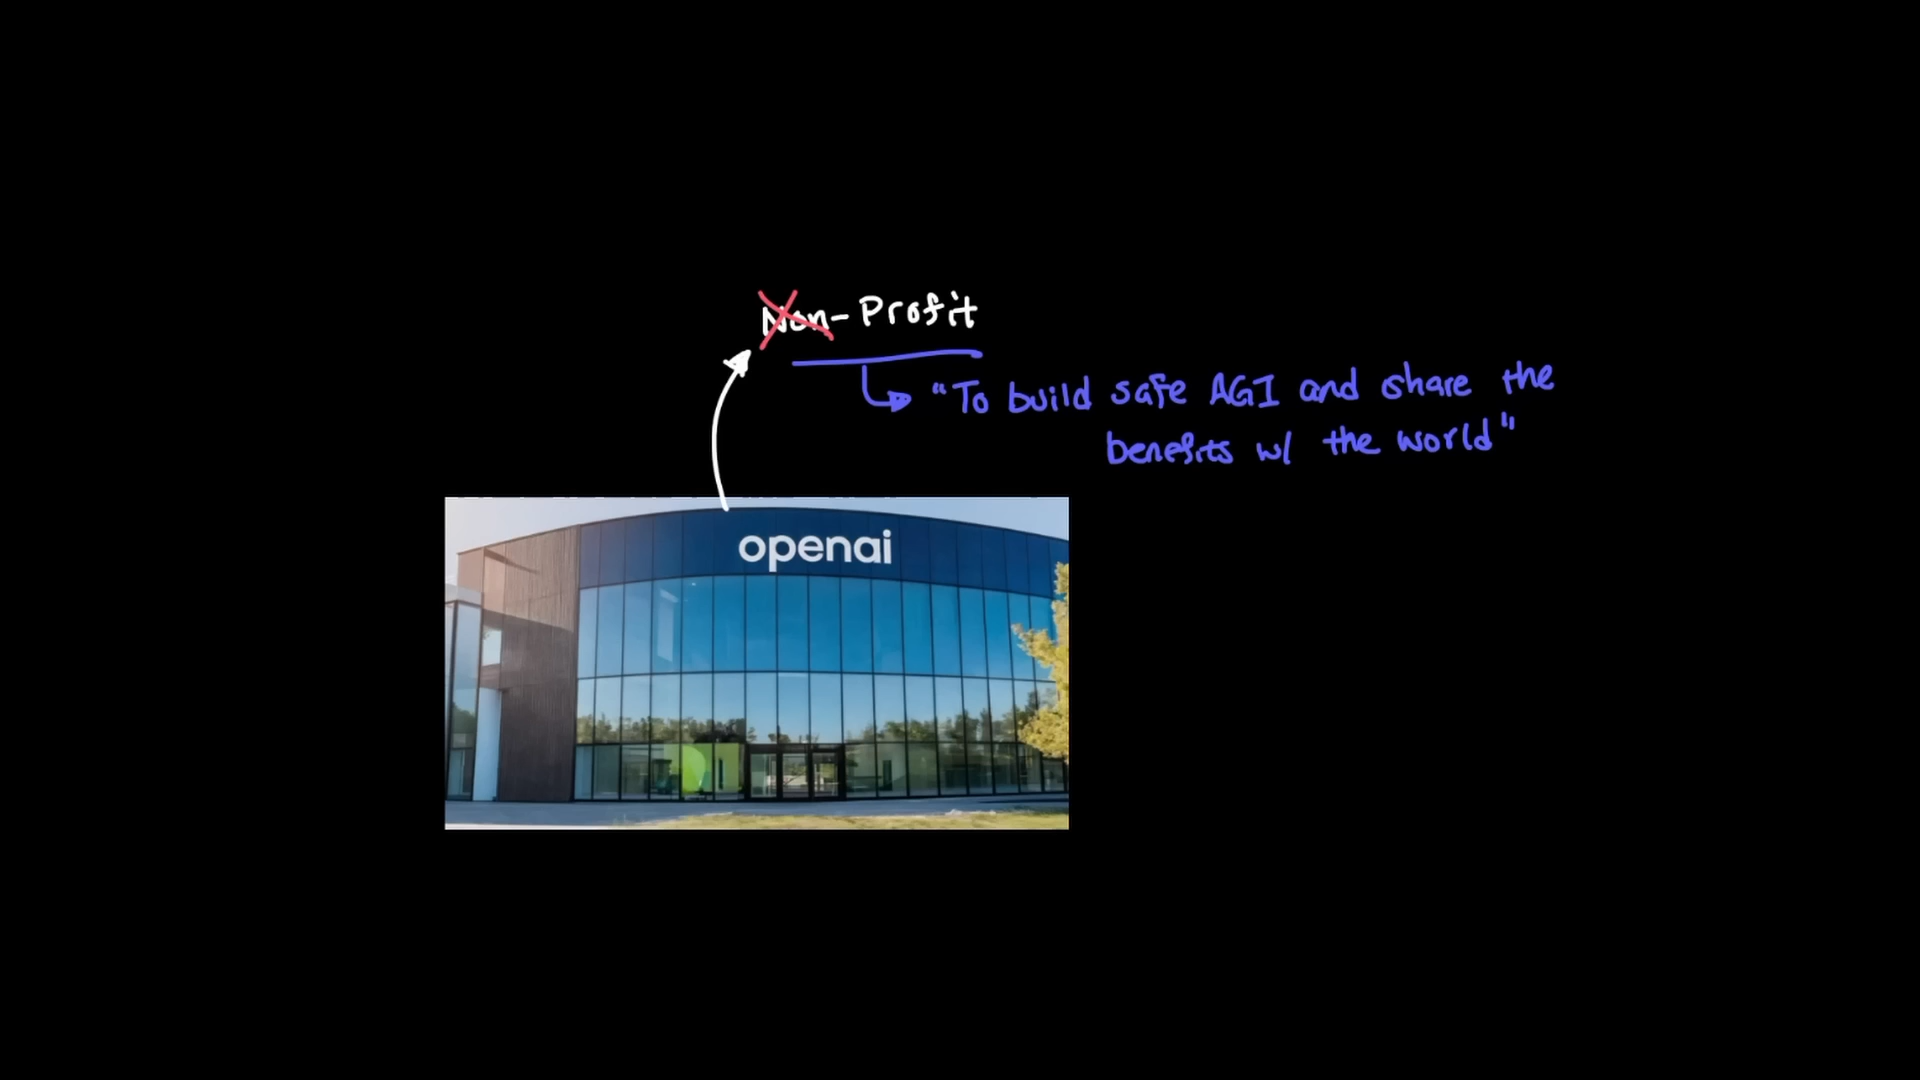 Non-Profit
"To build safe AGI and share the
benefits w/ the world"
openai